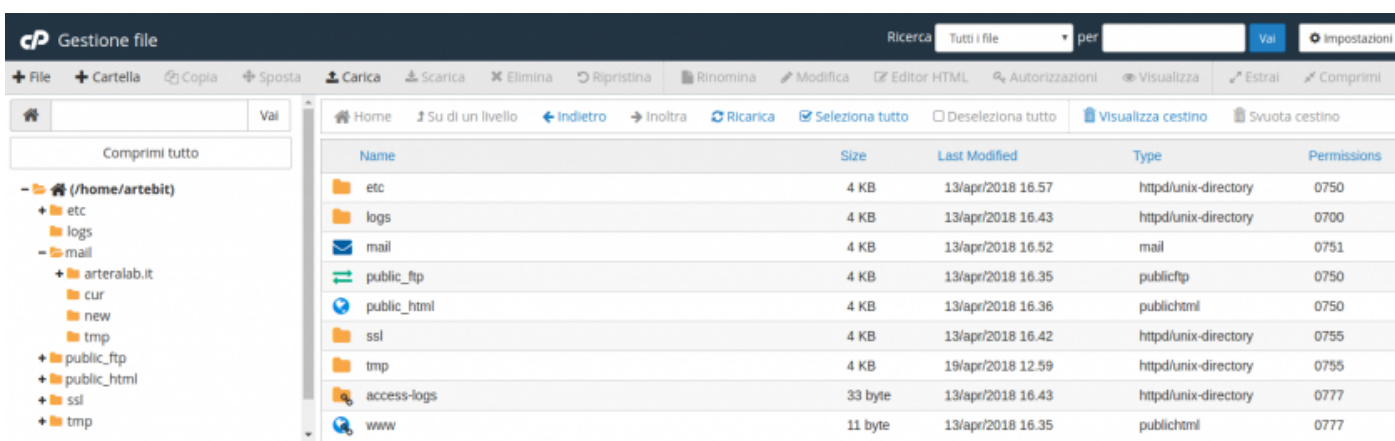 cP Gestione file Ricerca Tutti i file per Vai Impostazioni
File Cartella Copia Sposta Carica Scarica Elimina Ripristina Rinomina Modifica Editor HTML Autorizzazioni Visualizza Estrai Comprimi
Vai Home Su di un livello Indietro Inoltra Ricarica Seleziona tutto Deseleziona tutto Visualizza cestino Svuota cestino
Comprimi tutto
(/home/artebit)
etc
logs
mail
arteralab.it
cur
new
tmp
public_ftp
public_html
ssl
tmp
Name Size Last Modified Type Permissions
etc 4 KB 13/apr/2018 16.57 httpd/unix-directory 0750
logs 4 KB 13/apr/2018 16.43 httpd/unix-directory 0700
mail 4 KB 13/apr/2018 16.52 mail 0751
public_ftp 4 KB 13/apr/2018 16.35 publicftp 0750
public_html 4 KB 13/apr/2018 16.36 publichtml 0750
ssl 4 KB 13/apr/2018 16.42 httpd/unix-directory 0755
tmp 4 KB 19/apr/2018 12.59 httpd/unix-directory 0755
access-logs 33 byte 13/apr/2018 16.43 httpd/unix-directory 0777
www 11 byte 13/apr/2018 16.35 publichtml 0777